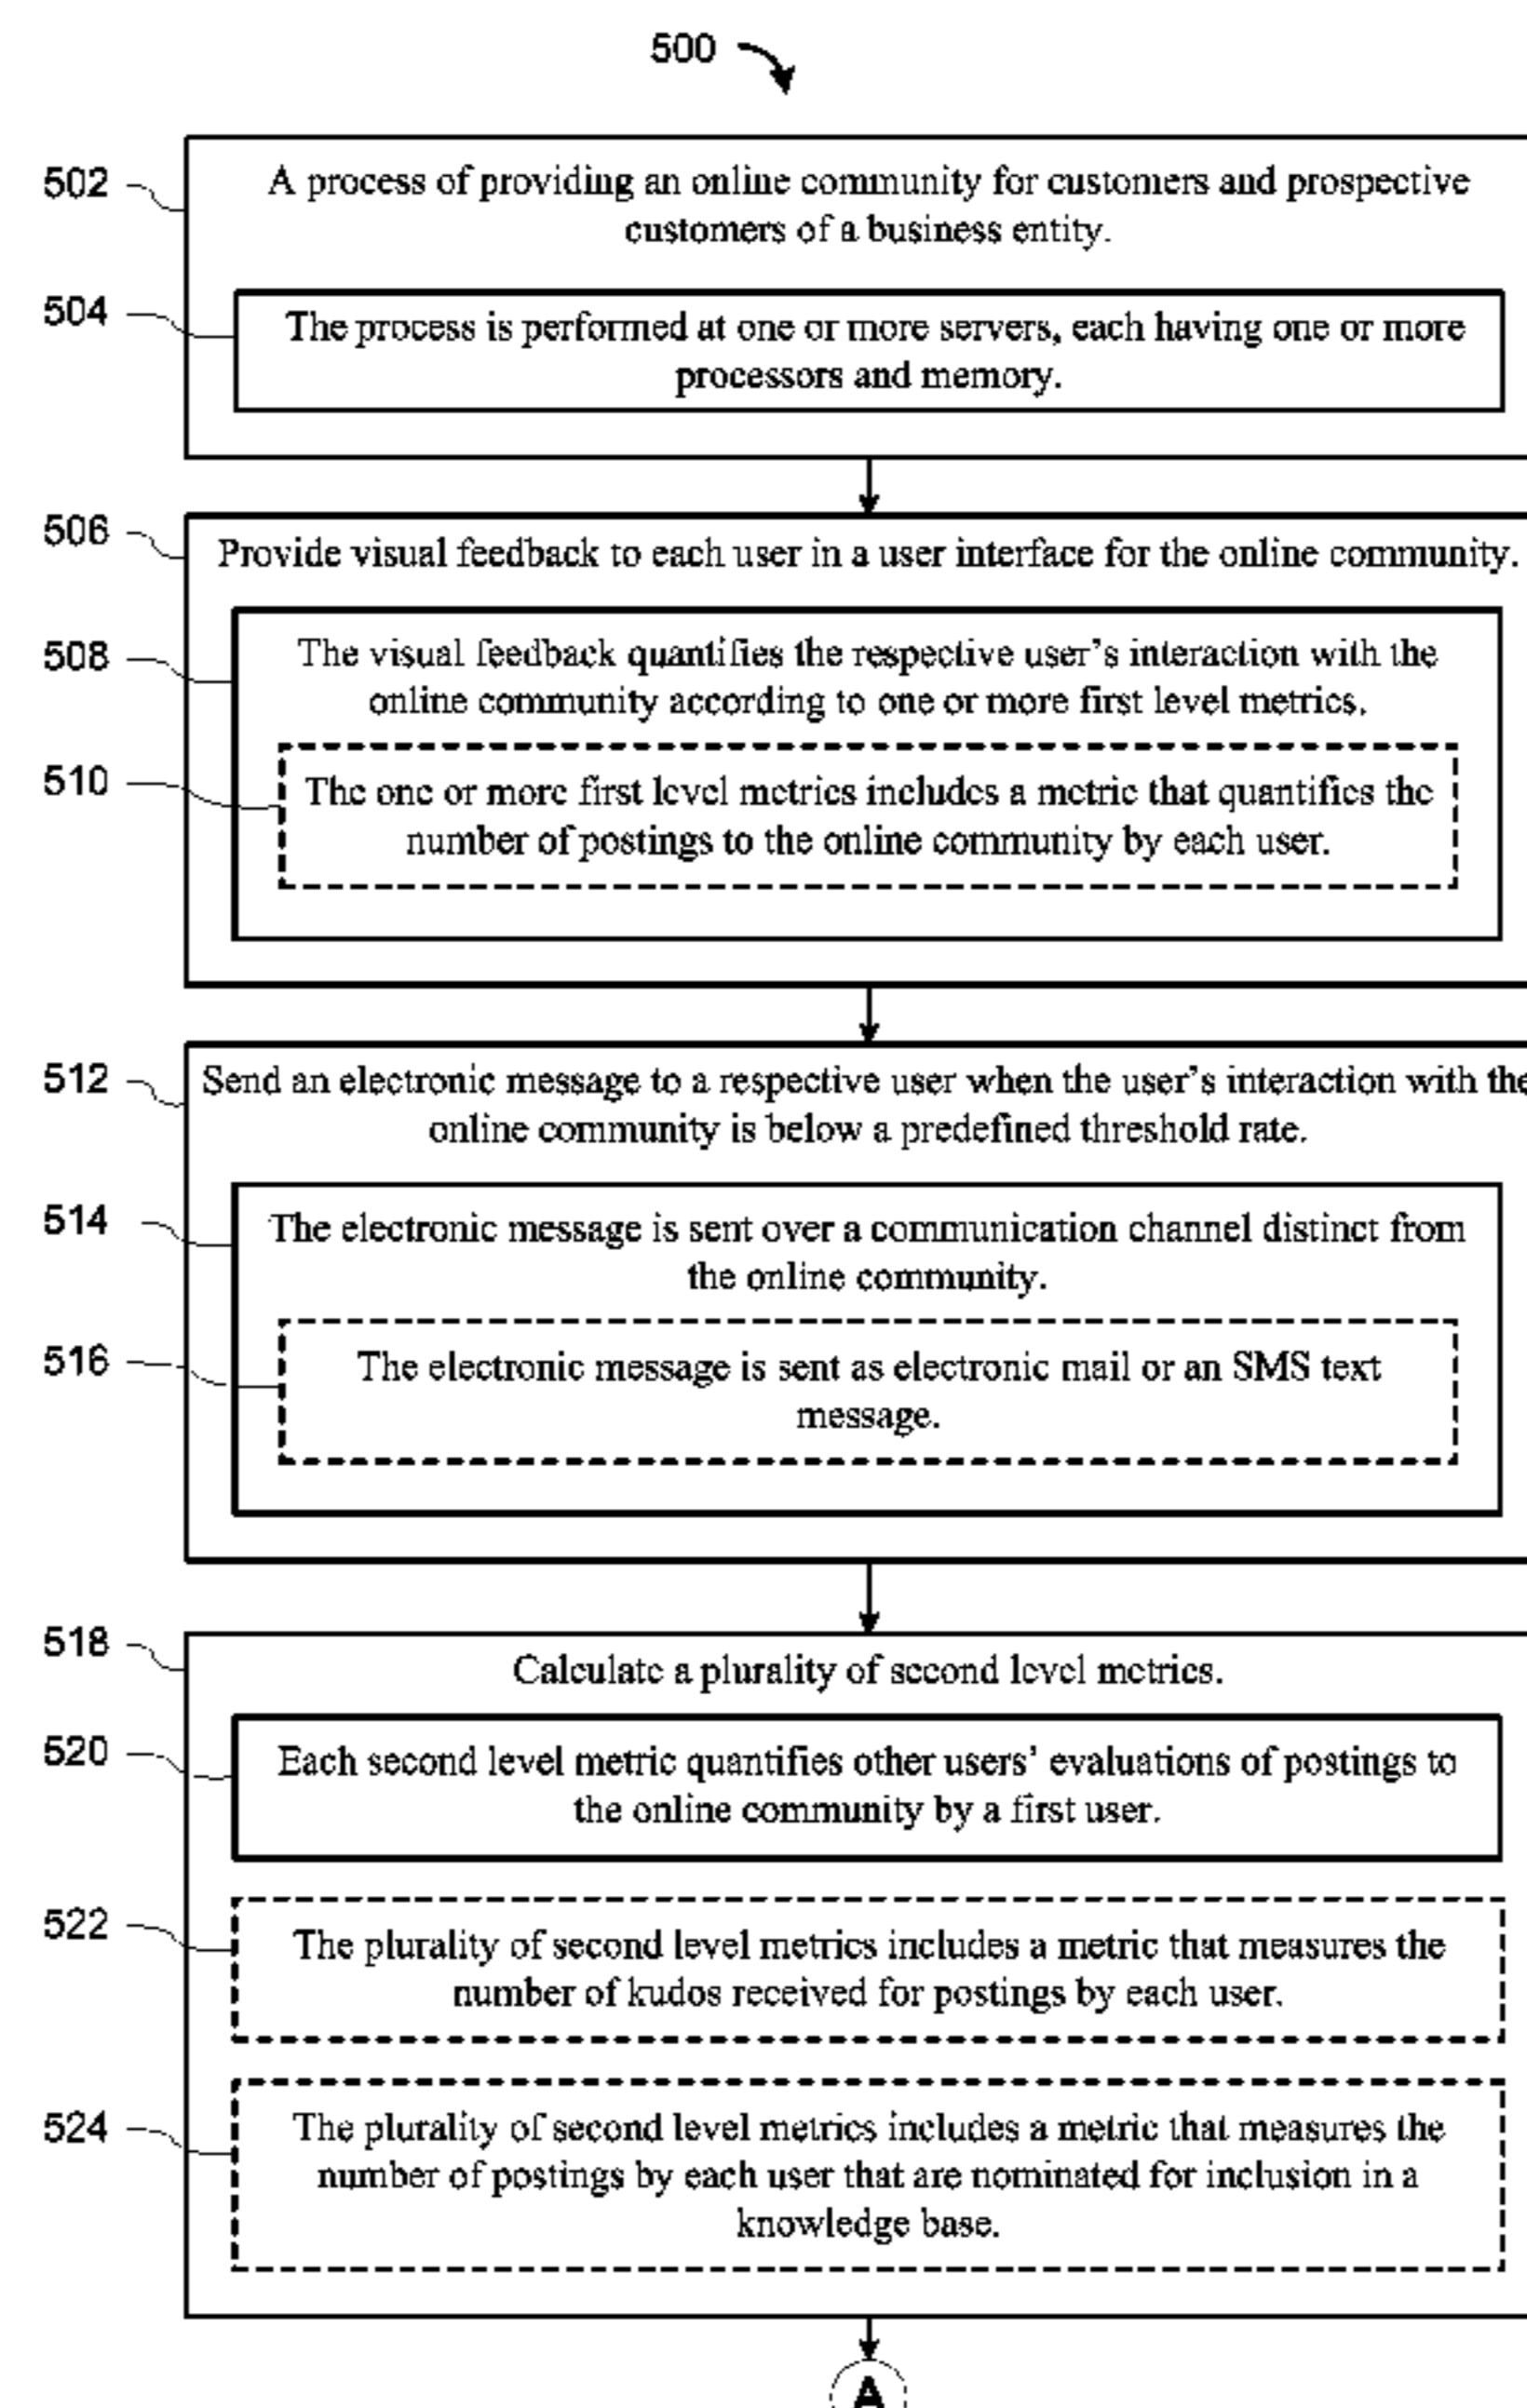 500
502
A process of providing an online community for customers and prospective
customers of a business entity.
504
The process is performed at one or more servers, each having one or more
processors and memory.
506
Provide visual feedback to each user in a user interface for the online community.
508
The visual feedback quantifies the respective user's interaction with the
online community according to one or more first level metrics.
510
The one or more first level metrics includes a metric that quantifies the
number of postings to the online community by each user.
512
Send an electronic message to a respective user when the user's interaction with the
online community is below a predefined threshold rate.
514
The electronic message is sent over a communication channel distinct from
the online community.
516
The electronic message is sent as electronic mail or an SMS text
message.
518
Calculate a plurality of second level metrics.
520
Each second level metric quantifies other users' evaluations of postings to
the online community by a first user.
522
The plurality of second level metrics includes a metric that measures the
number of kudos received for postings by each user.
524
The plurality of second level metrics includes a metric that measures the
number of postings by each user that are nominated for inclusion in a
knowledge base.
A